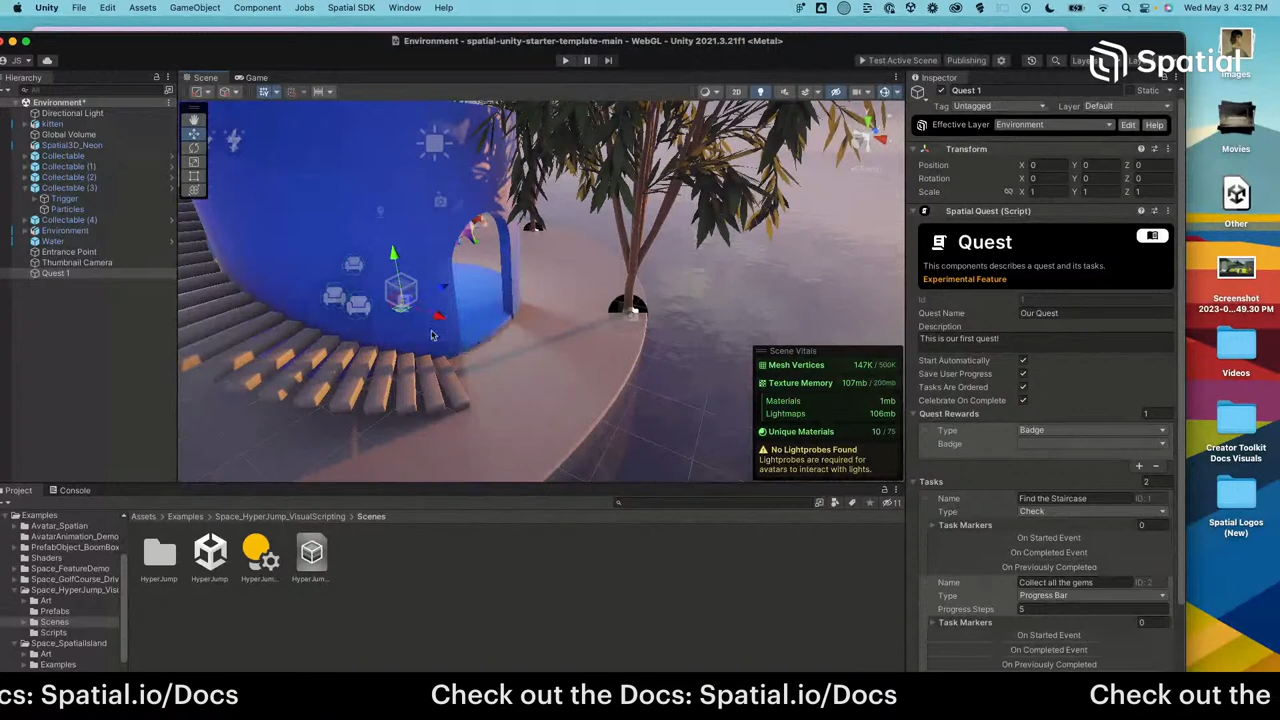 Unity File Edit Assets GameObject Component Jobs Spatial SDK Window Help
Wed May 3 4:32 PM
Environment - spatial-unity-starter-template-main - WebGL - Unity 2021.3.21f1 <Metal>
JS
Test Active Scene Publishing
Spatial
Hierarchy
All
Environment*
Directional Light
kitten
Global Volume
Spatial3D_Neon
Collectable
Collectable (1)
Collectable (2)
Collectable (3)
Trigger
Particles
Collectable (4)
Environment
Water
Entrance Point
Thumbnail Camera
Quest 1
Scene Game
2D
Scene Vitals
Mesh Vertices 147K / 500K
Texture Memory 107mb / 200mb
Materials 1mb
Lightmaps 106mb
Unique Materials 10 / 75
No Lightprobes Found
Lightprobes are required for
avatars to interact with lights.
Inspector
Quest 1 Static
Tag Untagged Layer Default
Effective Layer Environment Edit Help
Transform
Position X 0 Y 0 Z 0
Rotation X 0 Y 0 Z 0
Scale X 1 Y 1 Z 1
Spatial Quest (Script)
Quest
This components describes a quest and its tasks.
Experimental Feature
Id 1
Quest Name Our Quest
Description
This is our first quest!
Start Automatically
Save User Progress
Tasks Are Ordered
Celebrate On Complete
Quest Rewards 1
Type Badge
Badge
Tasks 2
Name Find the Staircase ID: 1
Type Check
Task Markers 0
On Started Event
On Completed Event
On Previously Completed
Name Collect all the gems ID: 2
Type Progress Bar
Progress Steps 5
Task Markers 0
On Started Event
On Completed Event
On Previously Completed
Project Console
11
Examples
Avatar_Spatian
AvatarAnimation_Demo
PrefabObject_BoomBox
Shaders
Space_FeatureDemo
Space_GolfCourse_Driv
Space_HyperJump_Visu
Art
Prefabs
Scenes
Scripts
Space_SpatialIsland
Art
Examples
Assets Examples Space_HyperJump_VisualScripting Scenes
HyperJump HyperJump HyperJum... HyperJum...
Images
Movies
Other
Screenshot
2023-0...49.30 PM
Videos
Creator Toolkit
Docs Visuals
Spatial Logos
(New)
cs: Spatial.io/Docs Check out the Docs: Spatial.io/Docs Check out the